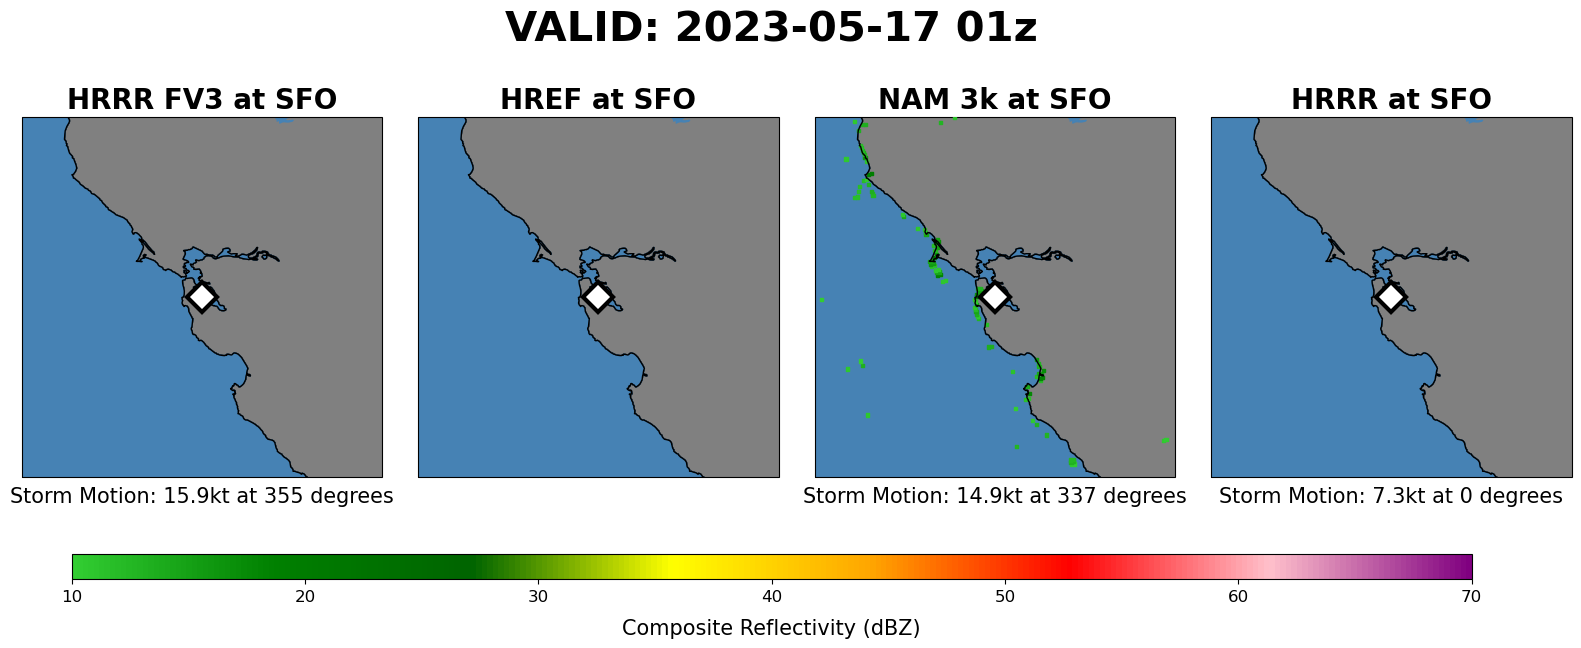 VALID: 2023-05-17 01z
HRRR FV3 at SFO
HREF at SFO
NAM 3k at SFO
HRRR at SFO
Storm Motion: 15.9kt at 355 degrees
Storm Motion: 14.9kt at 337 degrees
Storm Motion: 7.3kt at 0 degrees
10 20 30 40 50 60 70
Composite Reflectivity (dBZ)